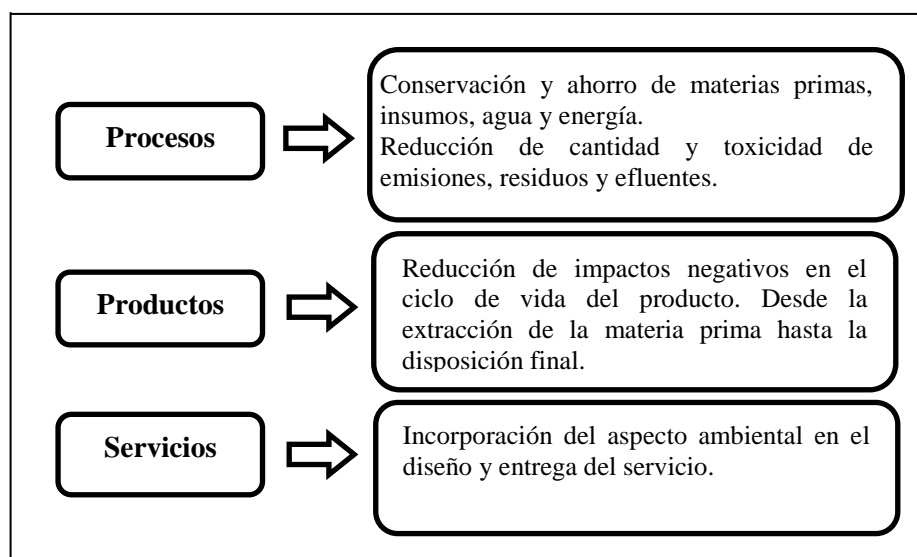 Procesos
Conservación y ahorro de materias primas,
insumos, agua y energía.
Reducción de cantidad y toxicidad de
emisiones, residuos y efluentes.
Productos
Reducción de impactos negativos en el
ciclo de vida del producto. Desde la
extracción de la materia prima hasta la
disposición final.
Servicios
Incorporación del aspecto ambiental en el
diseño y entrega del servicio.